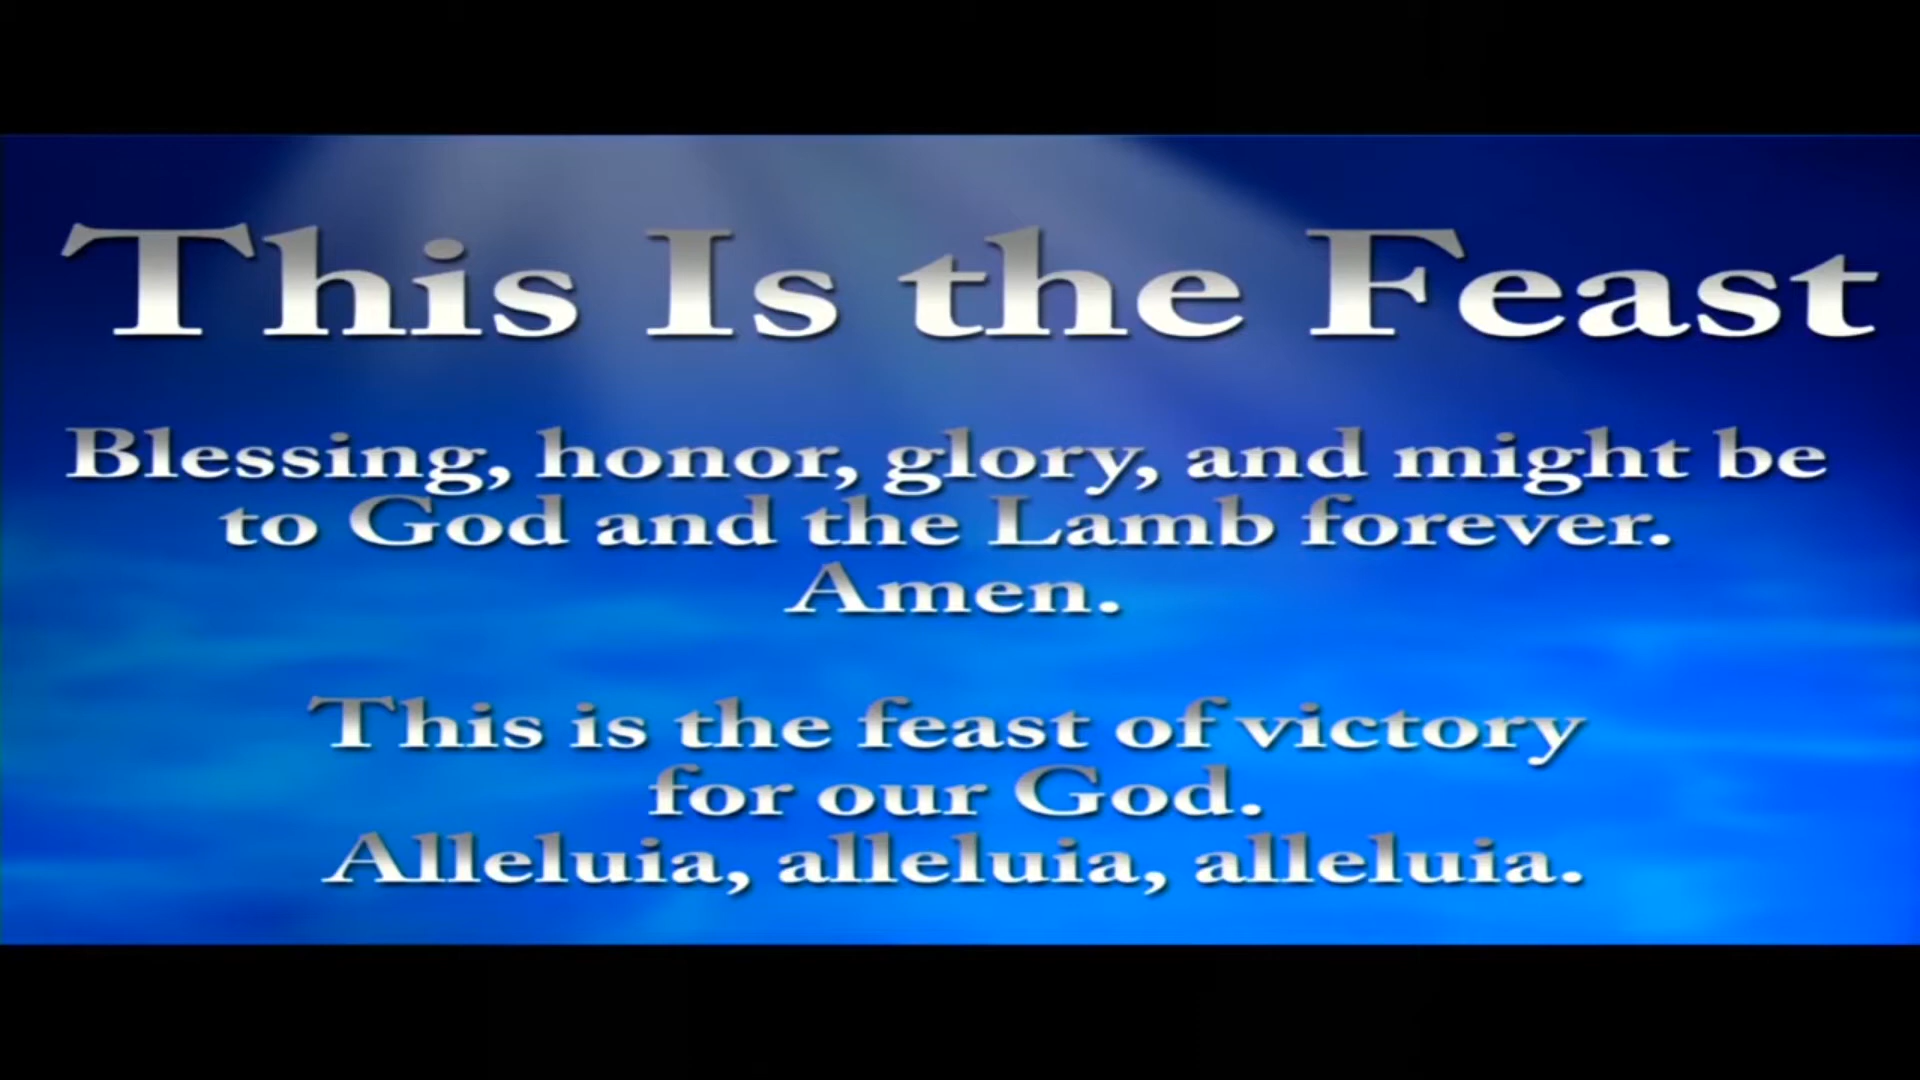 This Is the Feast
Blessing, honor, glory, and might be
to God and the Lamb forever.
Amen.
This is the feast of victory
for our God.
Alleluia, alleluia, alleluia.